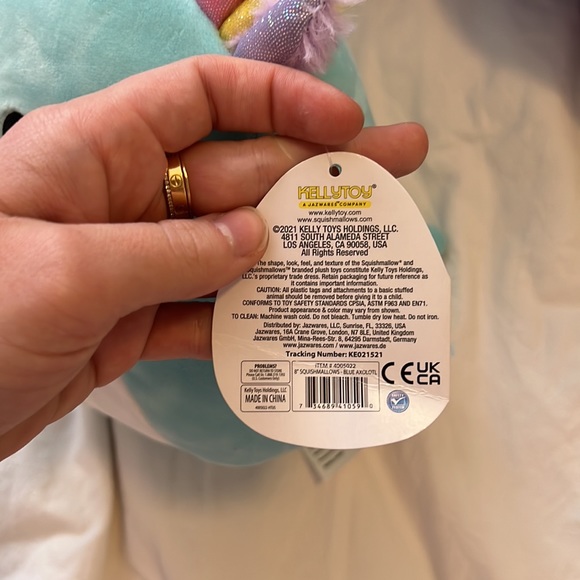 KELLYTOY®
A JAZWARES® COMPANY
www.kellytoy.com
www.squishmallows.com
©2021 KELLY TOYS HOLDINGS, LLC.
4811 SOUTH ALAMEDA STREET
LOS ANGELES, CA 90058, USA
All Rights Reserved
The shape, look, feel, and texture of the Squishmallow® and
Squishmallows™ branded plush toys constitute Kelly Toys Holdings,
LLC.'s proprietary trade dress. Retain packaging for future reference as
it contains important information.
CAUTION: All plastic tags and attachments to a basic stuffed
animal should be removed before giving it to a child.
CONFORMS TO TOY SAFETY STANDARDS CPSIA, ASTM F963 AND EN71.
Product appearance & color may vary from shown.
TO CLEAN: Machine wash cold. Do not bleach. Tumble dry low heat. Do not iron.
Distributed by: Jazwares, LLC, Sunrise, FL, 33326, USA
Jazwares, 16A Crane Grove, London, N7 8LE, United Kingdom
Jazwares GmbH, Mina-Rees-Str. 8, 64295 Darmstadt, Germany
www.jazwares.com / www.jazwares.de
Tracking Number: KE021521
PROBLEMS?
DO NOT RETURN TO STORE
(U.S. Customers Only)
Kelly Toys Holdings, LLC
MADE IN CHINA
ITEM #
8" SQUISHMALLOWS - BLUE AXOLOTL
7 34689 41059 0
CE UK
CA